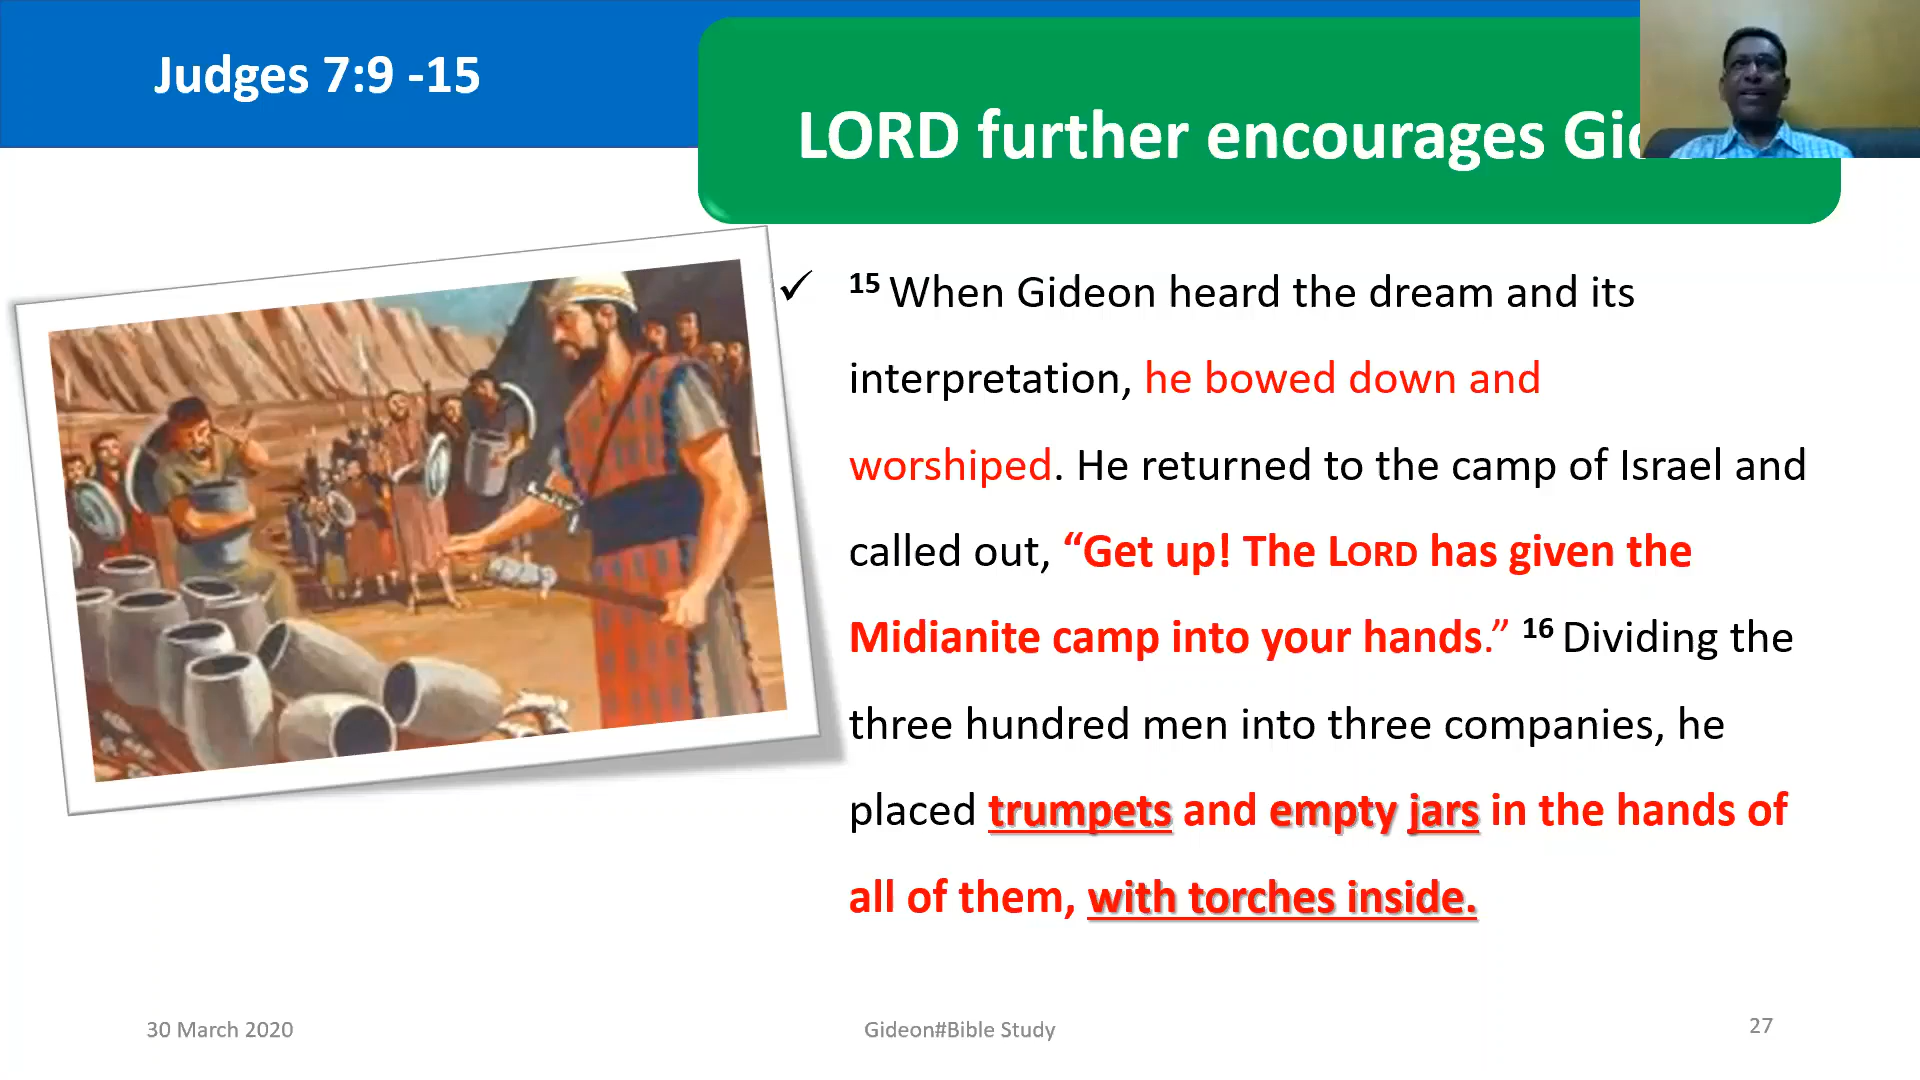 Judges 7:9 -15
LORD further encourages
✓ 15 When Gideon heard the dream and its
interpretation, he bowed down and
worshiped. He returned to the camp of Israel and
called out, “Get up! The LORD has given the
Midianite camp into your hands.” 16 Dividing the
three hundred men into three companies, he
placed trumpets and empty jars in the hands of
all of them, with torches inside.
30 March 2020
Gideon#Bible Study
27